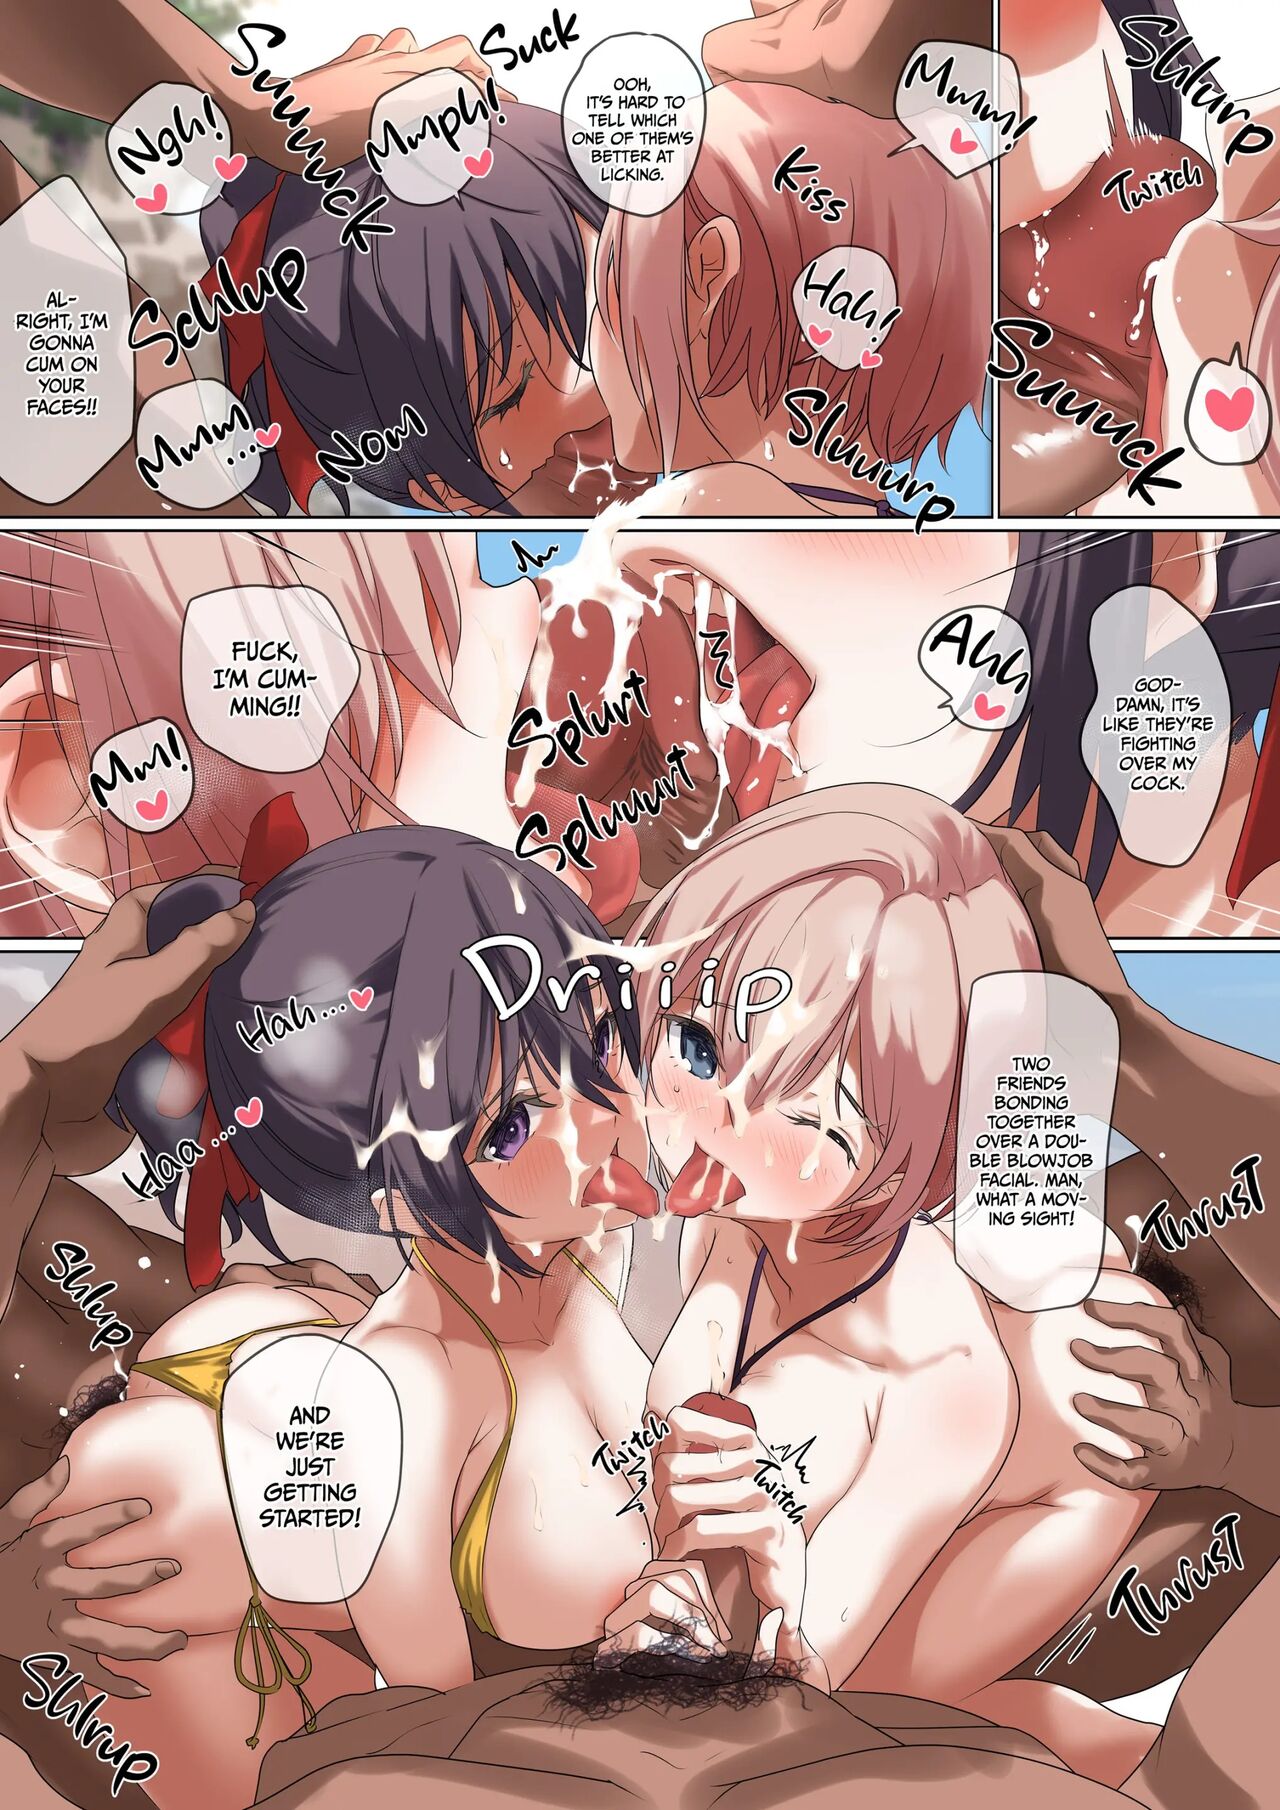 Suck
Suuuuck
Ngh!
Mmph!
OOH,
IT'S HARD TO
TELL WHICH
ONE OF THEM'S
BETTER AT
LICKING.
Mmm!
Slurp
Twitch
Kiss
Hah!
Suuuck
Schlup
AL-
RIGHT, I'M
GONNA
CUM ON
YOUR
FACES!!
Mmm
...
Nom
Sluuurp
FUCK,
I'M CUM-
MING!!
Mm!
Splurt
Spluuurt
Ahh
GOD-
DAMN, IT'S
LIKE THEY'RE
FIGHTING
OVER MY
COCK.
Driiip
Hah...
Haa...
TWO
FRIENDS
BONDING
TOGETHER
OVER A DOU-
BLE BLOWJOB
FACIAL. MAN,
WHAT A MOV-
ING SIGHT!
Thrust
Shlup
AND
WE'RE
JUST
GETTING
STARTED!
Twitch
Twitch
Thrust
Shlrup